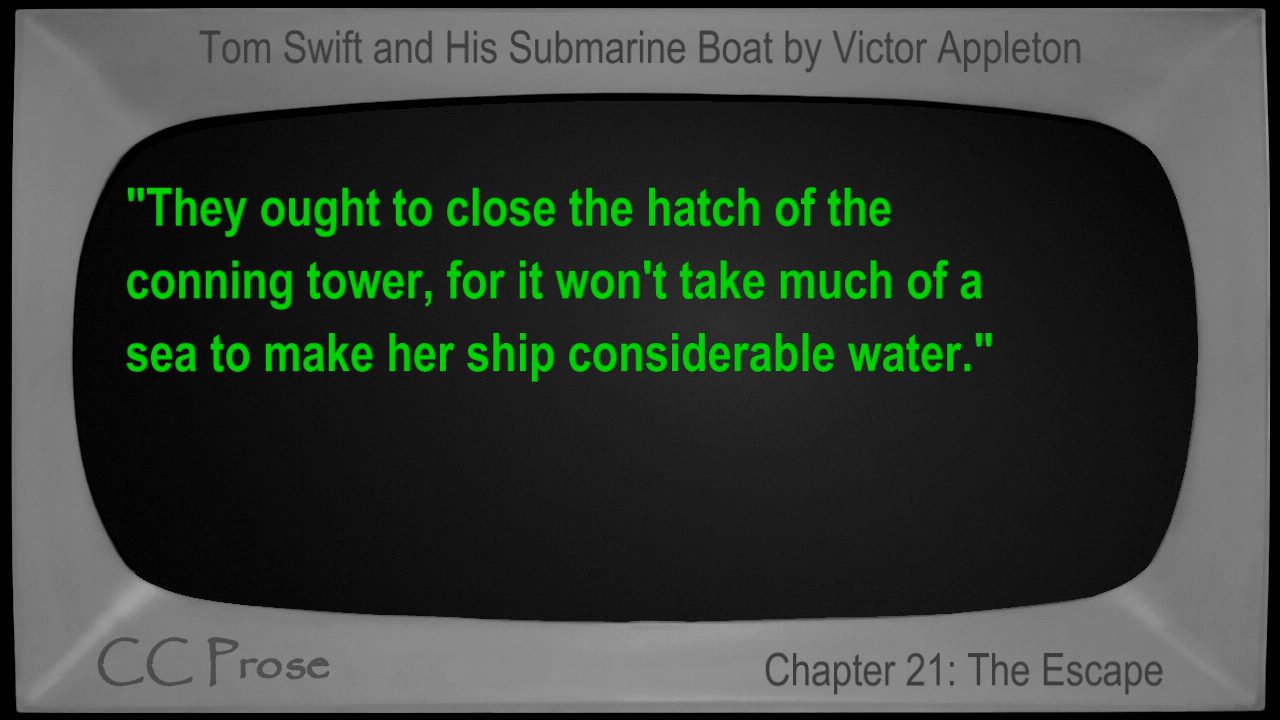 Tom Swift and His Submarine Boat by Victor Appleton
"They ought to close the hatch of the
conning tower, for it won't take much of a
sea to make her ship considerable water."
CC Prose
Chapter 21: The Escape